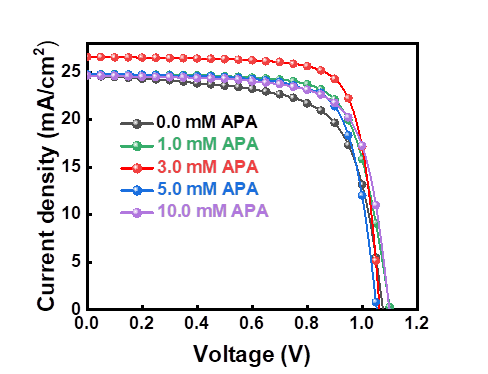 Current density (mA/cm²)
25
20
15
10
5
0
0.0 mM APA
1.0 mM APA
3.0 mM APA
5.0 mM APA
10.0 mM APA
0.0 0.2 0.4 0.6 0.8 1.0 1.2
Voltage (V)